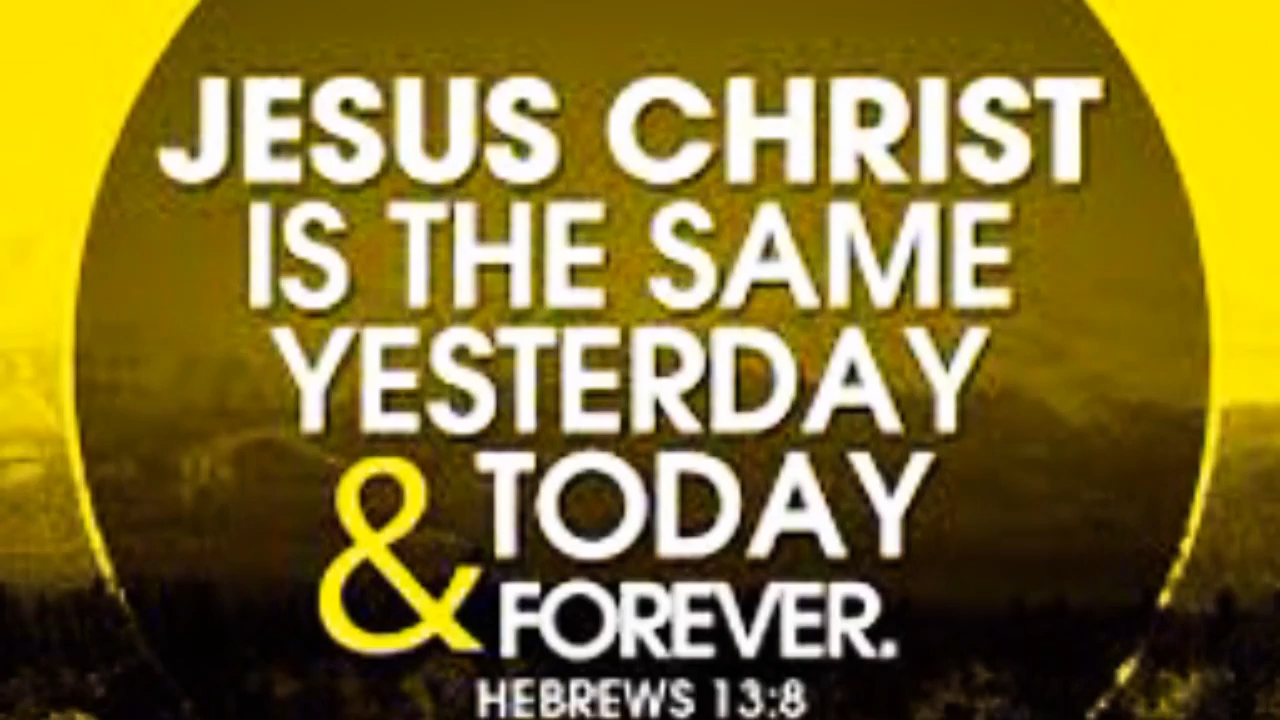 JESUS CHRIST
IS THE SAME
YESTERDAY
& TODAY
FOREVER.
HEBREWS 13:8